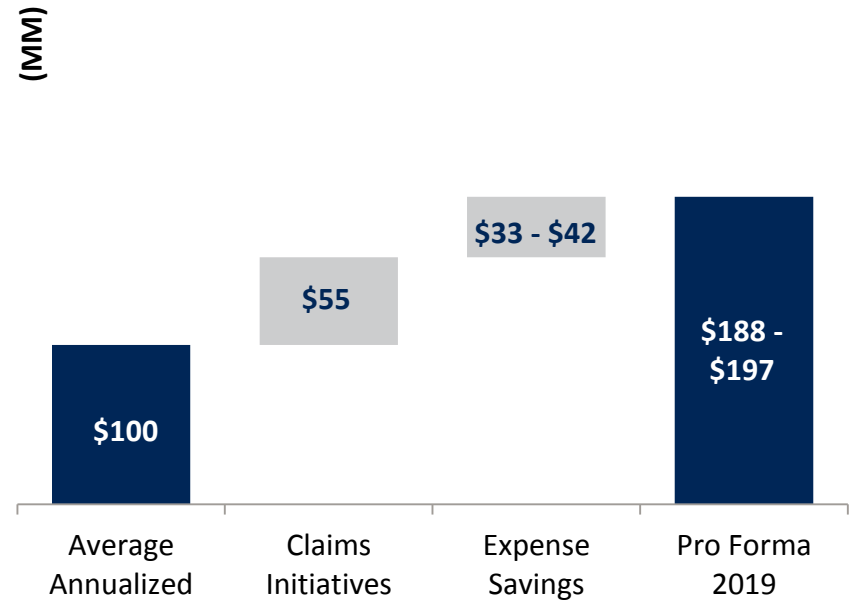 (MM)
$33 - $42
$55
$188 -
$197
$100
Average
Annualized
Claims
Initiatives
Expense
Savings
Pro Forma
2019